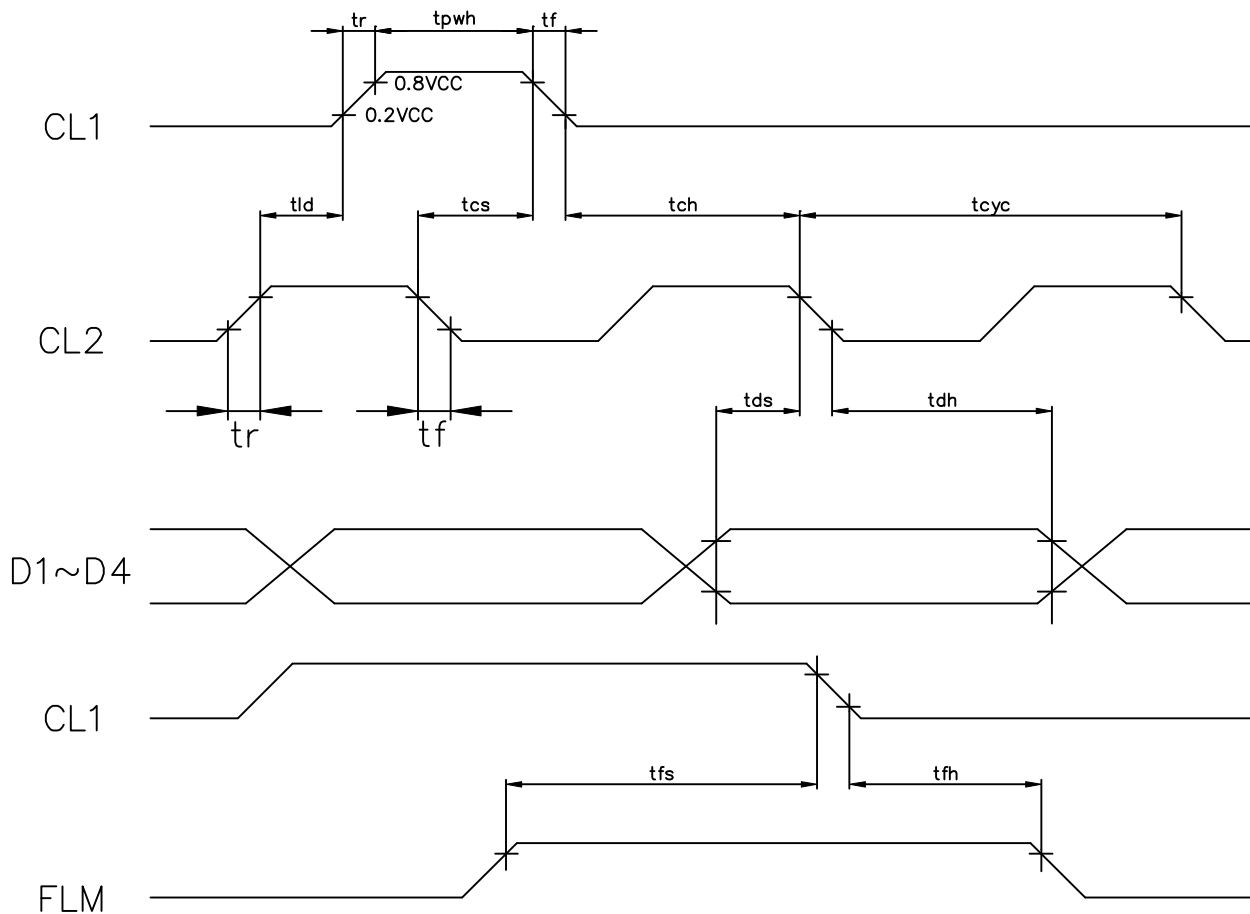 tr tpwh tf
0.8VCC
0.2VCC
CL1
tld tcs tch tcyc
CL2
tds tdh
tr tf
D1~D4
CL1
tfs tfh
FLM